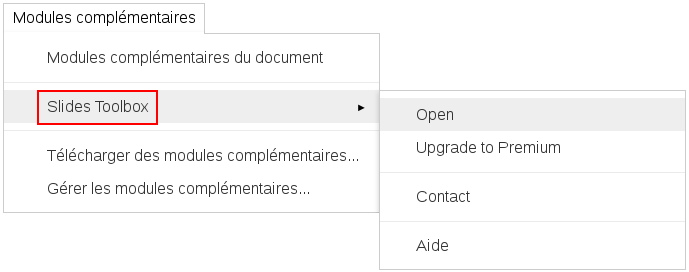 Modules complémentaires
Modules complémentaires du document
Slides Toolbox
Télécharger des modules complémentaires...
Gérer les modules complémentaires...
Open
Upgrade to Premium
Contact
Aide